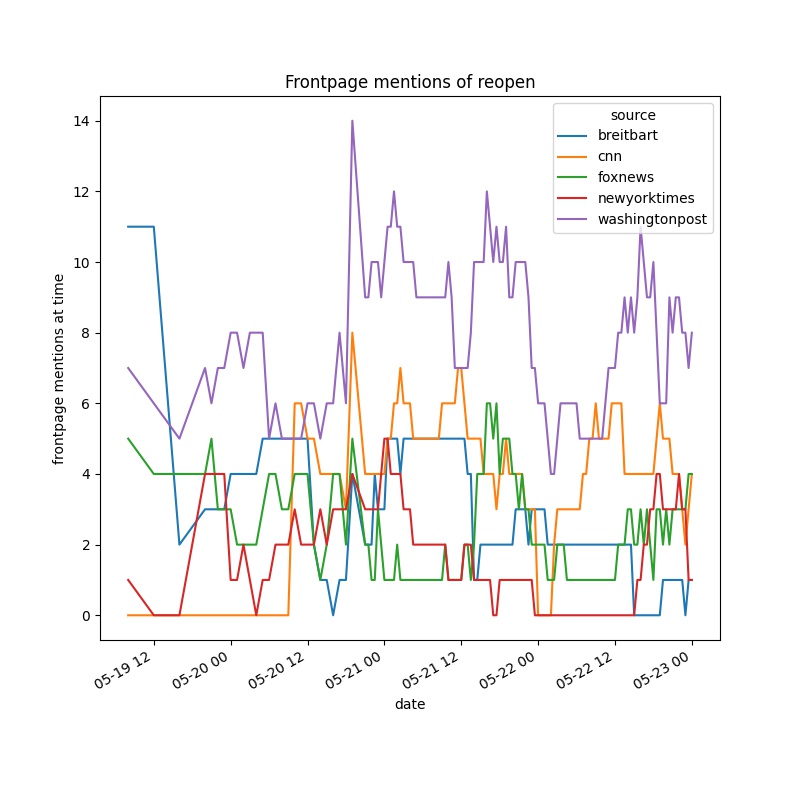 Frontpage mentions of reopen
source
breitbart
cnn
foxnews
newyorktimes
washingtonpost
frontpage mentions at time
14
12
10
8
6
4
2
0
05-19 12
05-20 00
05-20 12
05-21 00
05-21 12
05-22 00
05-22 12
05-23 00
date